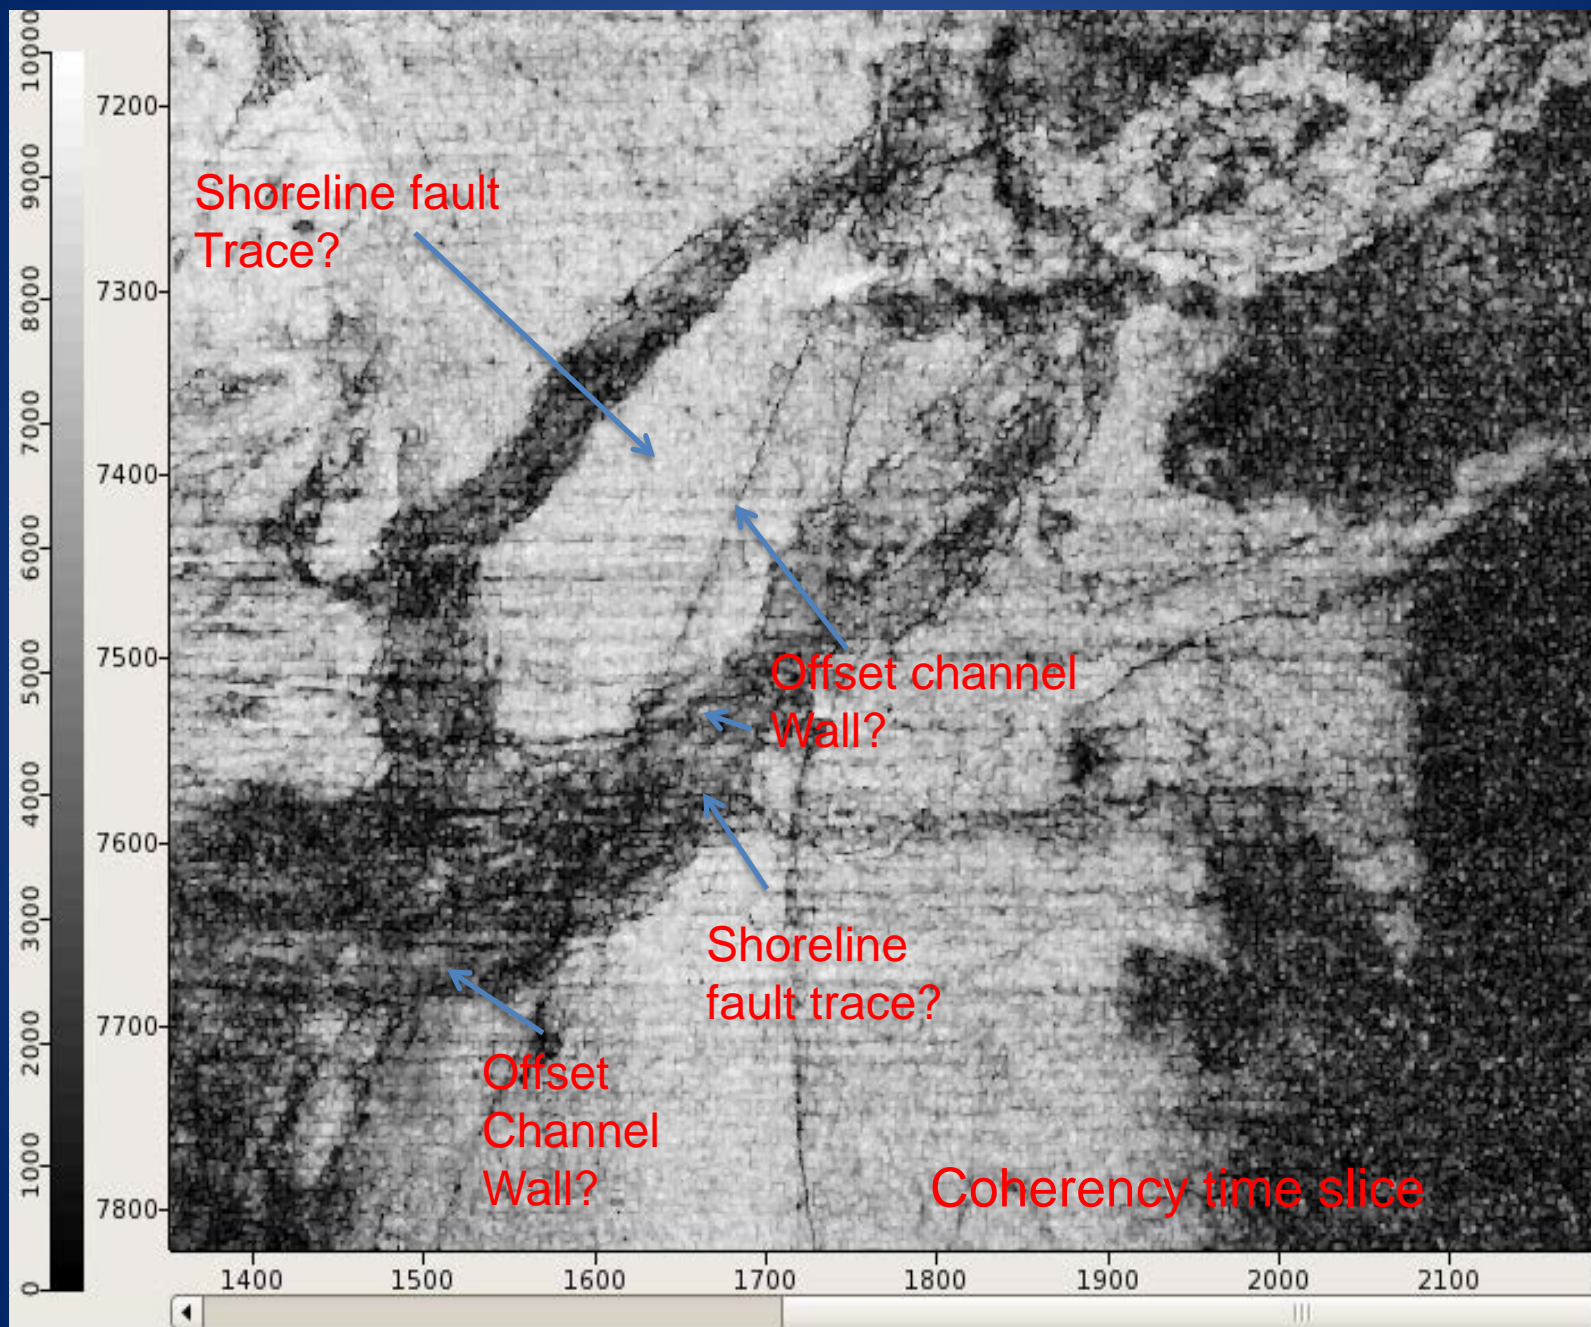 10000
9000
8000
7000
6000
5000
4000
3000
2000
1000
0
7200
7300
7400
7500
7600
7700
7800
Shoreline fault
Trace?
Offset channel
Wall?
Shoreline
fault trace?
Offset
Channel
Wall?
Coherency time slice
1400 1500 1600 1700 1800 1900 2000 2100